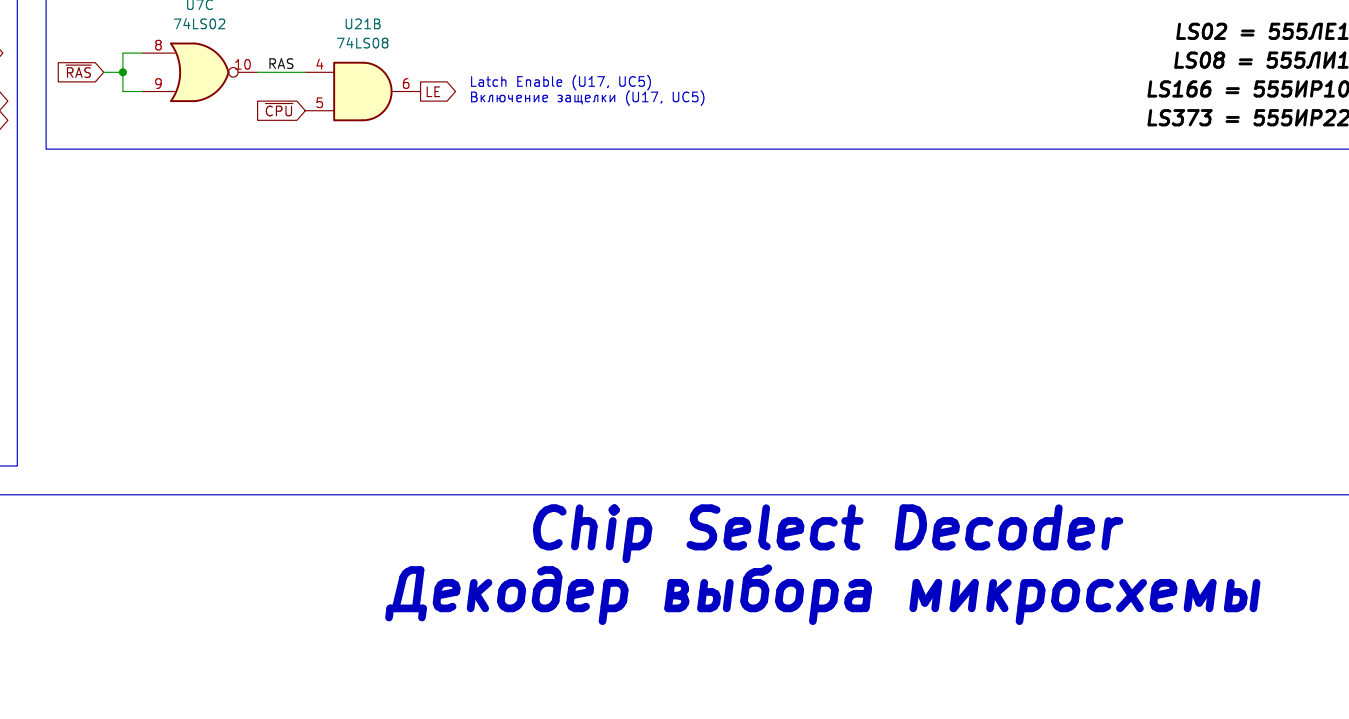 U7C
74LS02
U21B
74LS08
RAS
8
9
10
RAS
4
5
6
CPU
LE
Latch Enable (U17, UC5)
Включение защелки (U17, UC5)
LS02 = 555ЛЕ1
LS08 = 555ЛИ1
LS166 = 555ИР10
LS373 = 555ИР22
Chip Select Decoder
Декодер выбора микросхемы